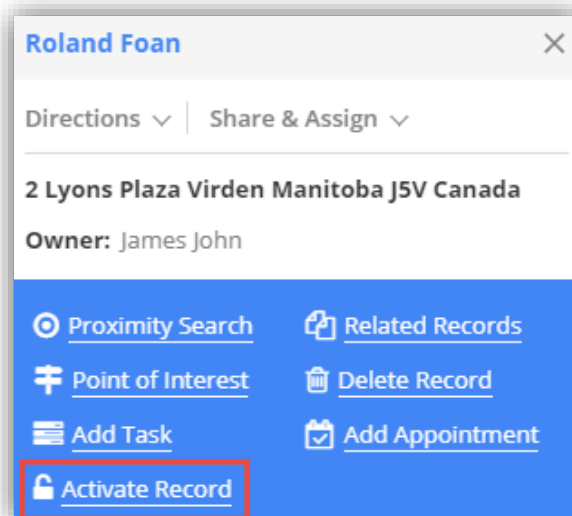 Roland Foan
Directions Share & Assign
2 Lyons Plaza Virden Manitoba J5V Canada
Owner: James John
Proximity Search Related Records
Point of Interest Delete Record
Add Task Add Appointment
Activate Record